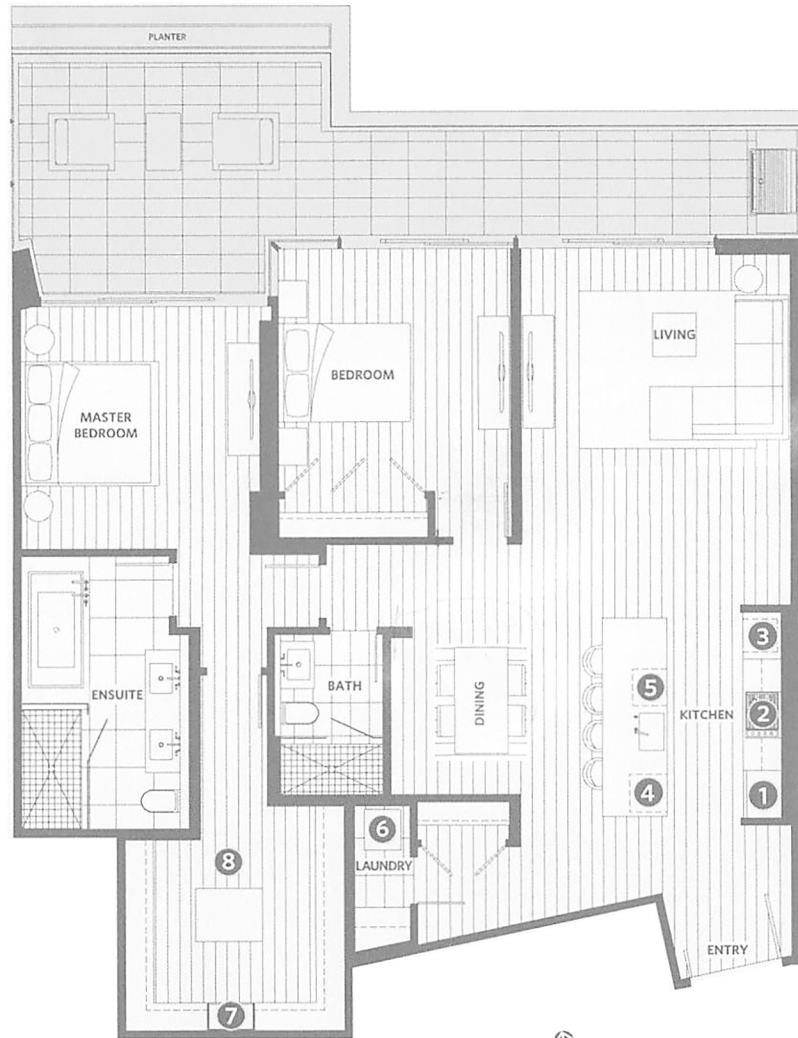 PLANTER
LIVING
BEDROOM
MASTER
BEDROOM
3
5
ENSUITE
BATH
DINING
KITCHEN
2
4
1
6
8
LAUNDRY
ENTRY
7